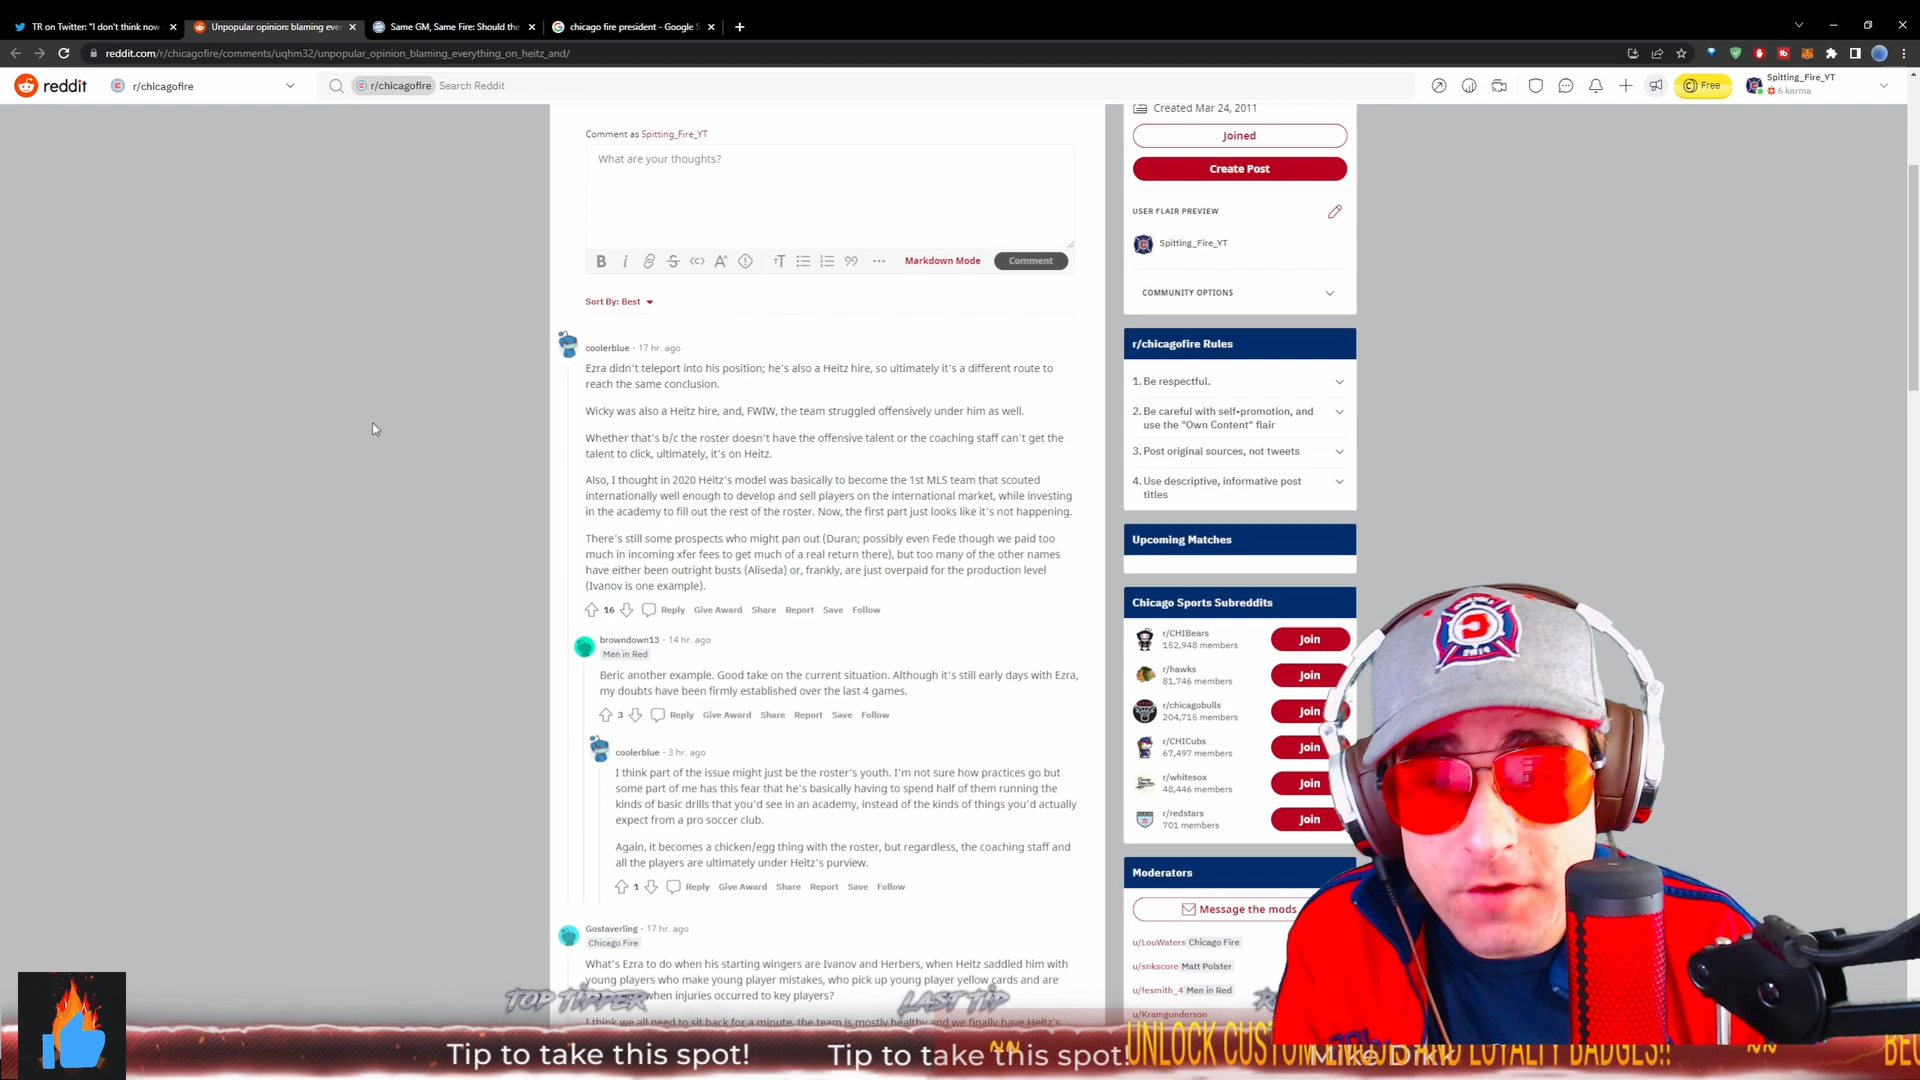 TR on Twitter: "I don't think now
Unpopular opinion: blaming eve
Same GM, Same Fire: Should the
chicago fire president - Google S
reddit.com/r/chicagofire/comments/uqhm32/unpopular_opinion_blaming_everything_on_heitz_and/
reddit
r/chicagofire
r/chicagofire
Search Reddit
Free
Spitting_Fire_YT
6 karma
Comment as Spitting_Fire_YT
What are your thoughts?
Markdown Mode
Comment
Sort By: Best
coolerblue · 17 hr. ago
Ezra didn't teleport into his position; he's also a Heitz hire, so ultimately it's a different route to
reach the same conclusion.
Wicky was also a Heitz hire, and, FWIW, the team struggled offensively under him as well.
Whether that's b/c the roster doesn't have the offensive talent or the coaching staff can't get the
talent to click, ultimately, it's on Heitz.
Also, I thought in 2020 Heitz's model was basically to become the 1st MLS team that scouted
internationally well enough to develop and sell players on the international market, while investing
in the academy to fill out the rest of the roster. Now, the first part just looks like it's not happening.
There's still some prospects who might pan out (Duran; possibly even Fede though we paid too
much in incoming xfer fees to get much of a real return there), but too many of the other names
have either been outright busts (Aliseda) or, frankly, are just overpaid for the production level
(Ivanov is one example).
16 Reply Give Award Share Report Save Follow
browndown13 · 14 hr. ago
Men in Red
Beric another example. Good take on the current situation. Although it's still early days with Ezra,
my doubts have been firmly established over the last 4 games.
3 Reply Give Award Share Report Save Follow
coolerblue · 3 hr. ago
I think part of the issue might just be the roster's youth. I'm not sure how practices go but
some part of me has this fear that he's basically having to spend half of them running the
kinds of basic drills that you'd see in an academy, instead of the kinds of things you'd actually
expect from a pro soccer club.
Again, it becomes a chicken/egg thing with the roster, but regardless, the coaching staff and
all the players are ultimately under Heitz's purview.
1 Reply Give Award Share Report Save Follow
Gostaverling · 17 hr. ago
Chicago Fire
What's Ezra to do when his starting wingers are Ivanov and Herbers, when Heitz saddled him with
young players who make young player mistakes, who pick up young player yellow cards and are
when injuries occurred to key players?
I think we all need to sit back for a minute, the team is mostly healthy and we finally have Heitz's
Created Mar 24, 2011
Joined
Create Post
USER FLAIR PREVIEW
Spitting_Fire_YT
COMMUNITY OPTIONS
r/chicagofire Rules
1. Be respectful.
2. Be careful with self-promotion, and
use the "Own Content" flair
3. Post original sources, not tweets
4. Use descriptive, informative post
titles
Upcoming Matches
Chicago Sports Subreddits
r/CHIBears
152,948 members
Join
r/hawks
81,746 members
Join
r/chicagobulls
204,715 members
Join
r/CHICubs
67,497 members
Join
r/whitesox
48,446 members
Join
r/redstars
701 members
Join
Moderators
Message the mods
u/LouWaters Chicago Fire
u/snkscore Matt Polster
u/fesmith_4 Men in Red
u/Kramgunderson
TOP TIPPER
LAST TIP
Tip to take this spot!
Tip to take this spot!
Mike Dikk